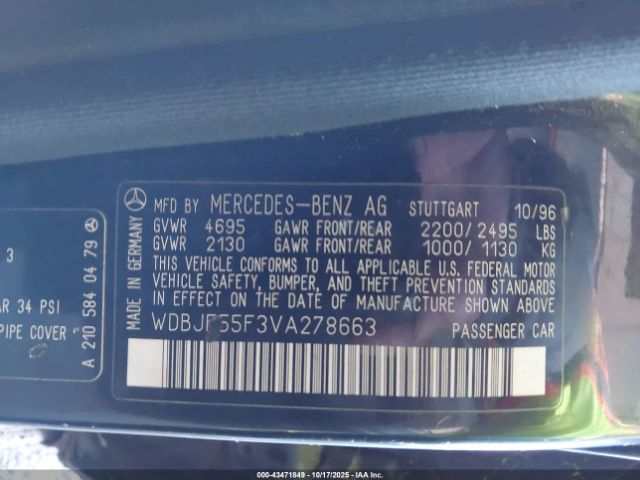 MFD BY MERCEDES-BENZ AG STUTTGART 10/96
GVWR 4695 GAWR FRONT/REAR 2200/2495 LBS
GVWR 2130 GAWR FRONT/REAR 1000/1130 KG
THIS VEHICLE CONFORMS TO ALL APPLICABLE U.S. FEDERAL MOTOR
VEHICLE SAFETY, BUMPER, AND THEFT PREVENTION STANDARDS
IN EFFECT ON THE DATE OF MANUFACTURE SHOWN ABOVE.
WDBJF55F3VA278663 PASSENGER CAR
MADE IN GERMANY
A 210 584 04 79
3
AR 34 PSI
PIPE COVER
000-43471849 - 10/17/2025 - IAAI, Inc.